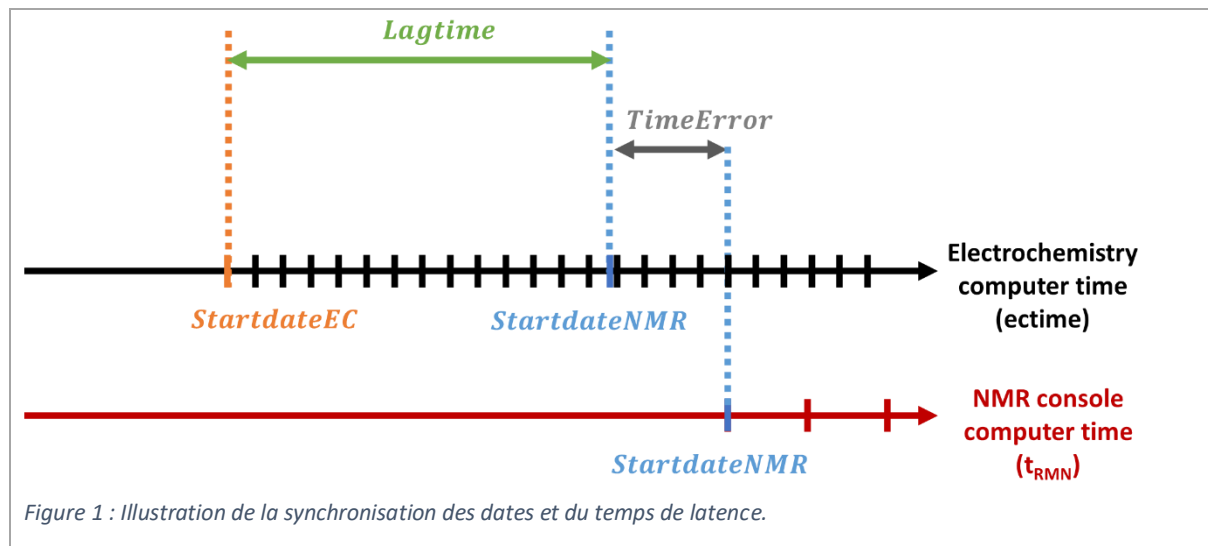 Lagtime
TimeError
Electrochemistry
computer time
(ectime)
StartdateEC
StartdateNMR
NMR console
computer time
(tRMN)
StartdateNMR
Figure 1 : Illustration de la synchronisation des dates et du temps de latence.